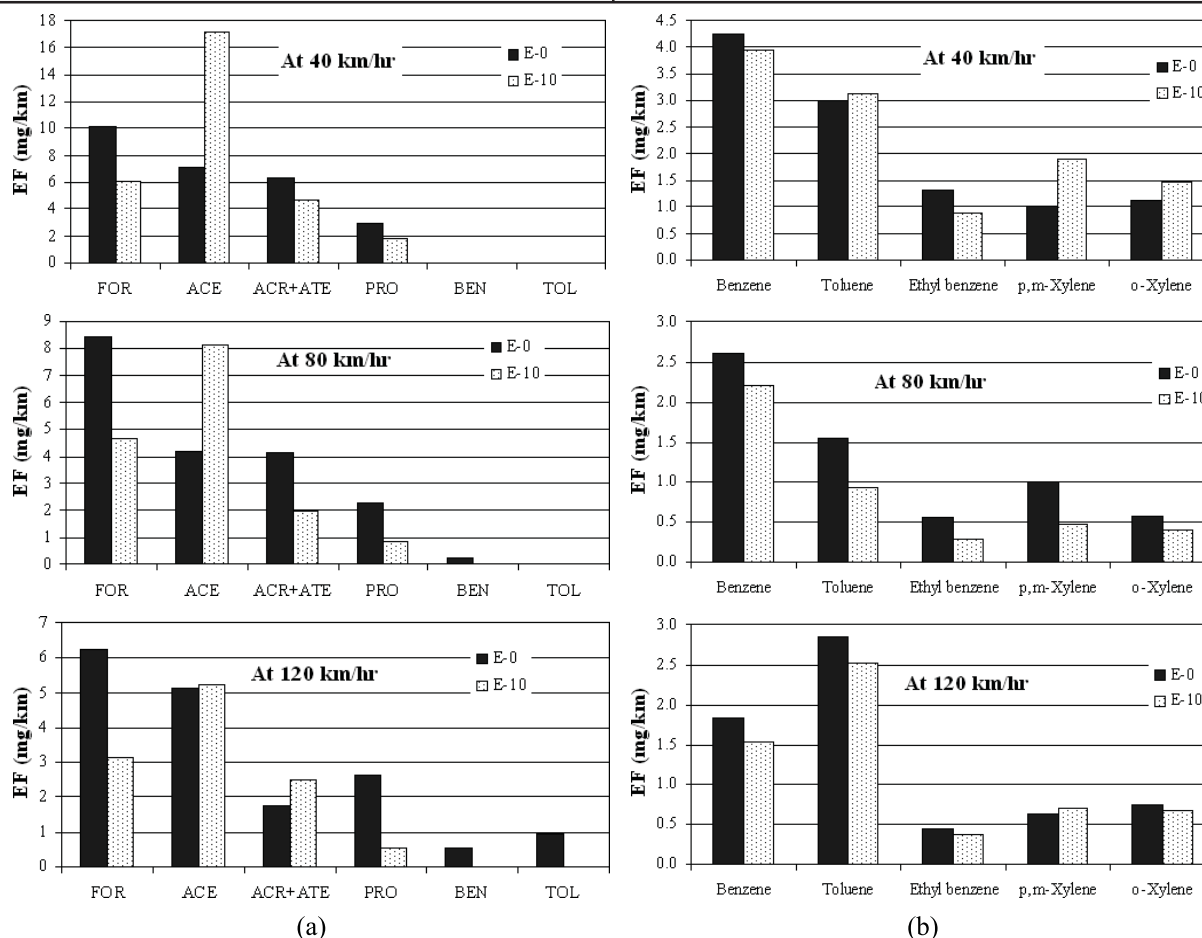 18
16
14
12
10
8
6
4
2
0
EF (mg/km)
At 40 km/hr
E-0
E-10
FOR ACE ACR+ATE PRO BEN TOL
9
8
7
6
5
4
3
2
1
0
EF (mg/km)
At 80 km/hr
E-0
E-10
FOR ACE ACR+ATE PRO BEN TOL
7
6
5
4
3
2
1
0
EF (mg/km)
At 120 km/hr
E-0
E-10
FOR ACE ACR+ATE PRO BEN TOL
(a)
4.5
4.0
3.5
3.0
2.5
2.0
1.5
1.0
0.5
0.0
EF (mg/km)
At 40 km/hr
E-0
E-10
Benzene Toluene Ethyl benzene p,m-Xylene o-Xylene
3.0
2.5
2.0
1.5
1.0
0.5
0.0
EF (mg/km)
At 80 km/hr
E-0
E-10
Benzene Toluene Ethyl benzene p,m-Xylene o-Xylene
3.0
2.5
2.0
1.5
1.0
0.5
0.0
EF (mg/km)
At 120 km/hr
E-0
E-10
Benzene Toluene Ethyl benzene p,m-Xylene o-Xylene
(b)